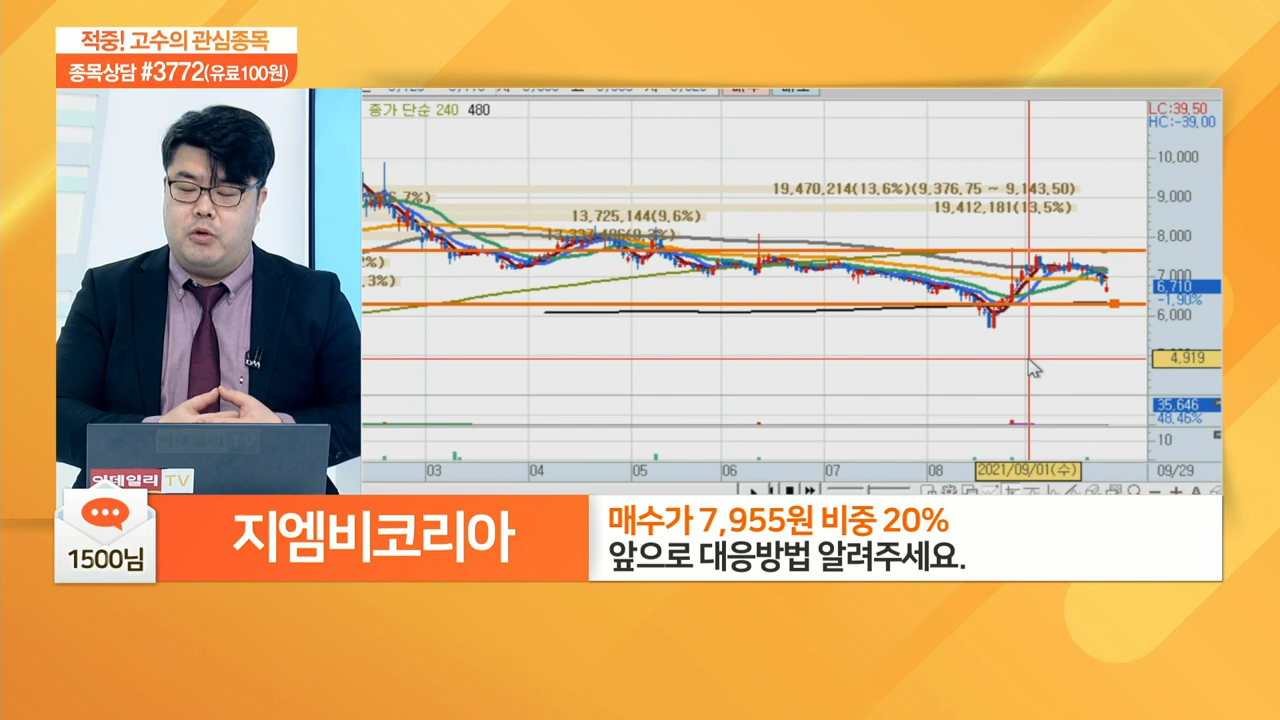 적중! 고수의 관심종목
종목상담 #3772(유료100원)
종가 단순 240 480
LC:39.50
HC:-39.00
10,000
19,470,214(13.6%)(9,376.75 ~ 9,143.50)
9,000
19,412,181(13.5%)
13,725,144(9.6%)
8,000
7,000
6,710
-1.90%
6,000
4,919
35,646
48.46%
10
03 04 05 06 07 08 2021/09/01(수) 09/29
이데일리 TV
1500님
지엠비코리아
매수가 7,955원 비중 20%
앞으로 대응방법 알려주세요.